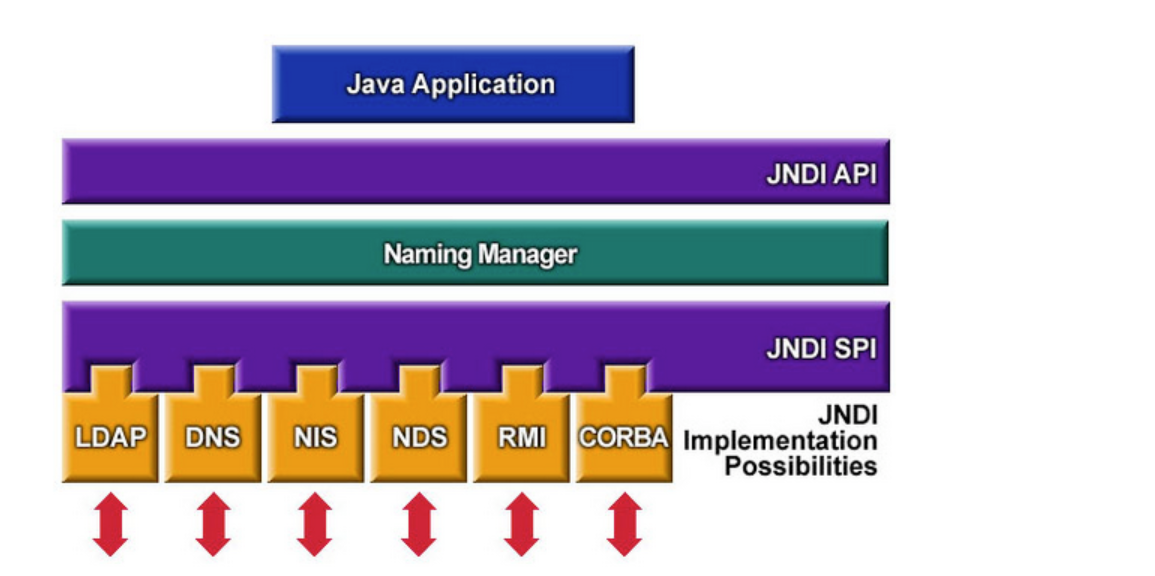 Java Application
JNDI API
Naming Manager
JNDI SPI
LDAP
DNS
NIS
NDS
RMI
CORBA
JNDI
Implementation
Possibilities